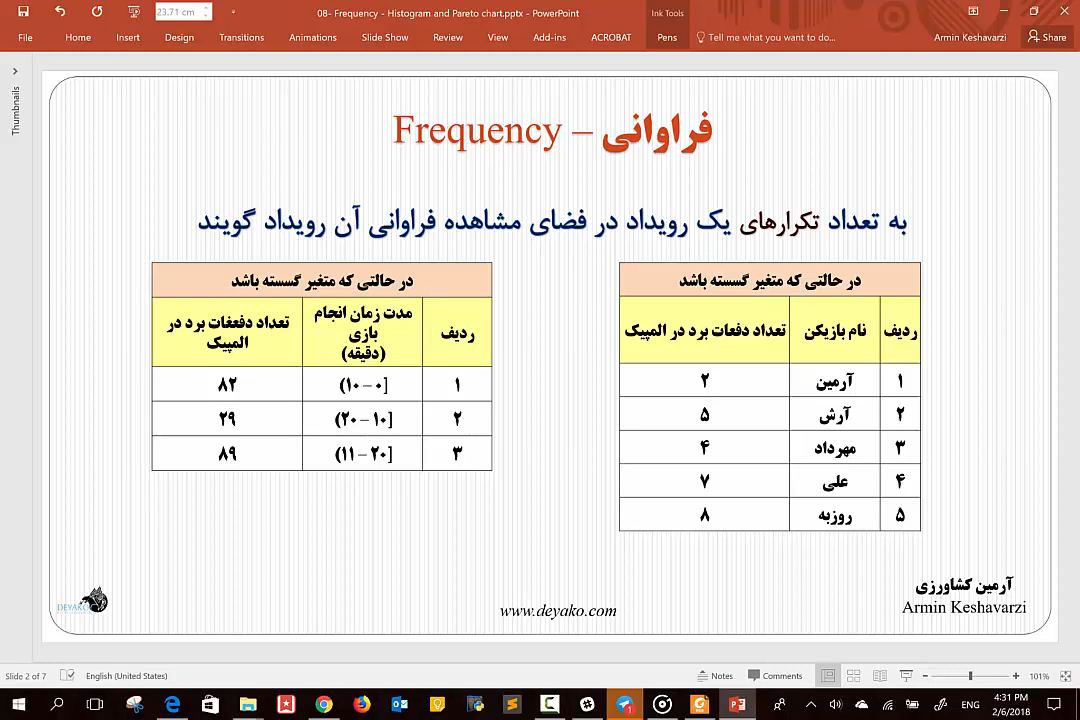 23.71 cm
08- Frequency - Histogram and Pareto chart.pptx - PowerPoint
Ink Tools
File Home Insert Design Transitions Animations Slide Show Review View Add-ins ACROBAT Pens Tell me what you want to do... Armin Keshavarzi Share
Thumbnails
فراوانی – Frequency
به تعداد تکرارهای یک رویداد در فضای مشاهده فراوانی آن رویداد گویند
در حالتی که متغیر گسسته باشد
ردیف نام بازیکن تعداد دفعات برد در المپیک
۱ آرمین ۲
۲ آرش ۵
۳ مهرداد ۴
۴ علی ۷
۵ روزبه ۸
در حالتی که متغیر گسسته باشد
ردیف مدت زمان انجام بازی (دقیقه) تعداد دفعات برد در المپیک
۱ [۰ – ۱۰) ۸۲
۲ [۱۰ – ۲۰) ۲۹
۳ [۲۰ – ۱۱) ۸۹
آرمین کشاورزی
Armin Keshavarzi
www.deyako.com
DEYAKO
Slide 2 of 7 English (United States) Notes Comments 101%
4:31 PM
ENG
2/6/2018